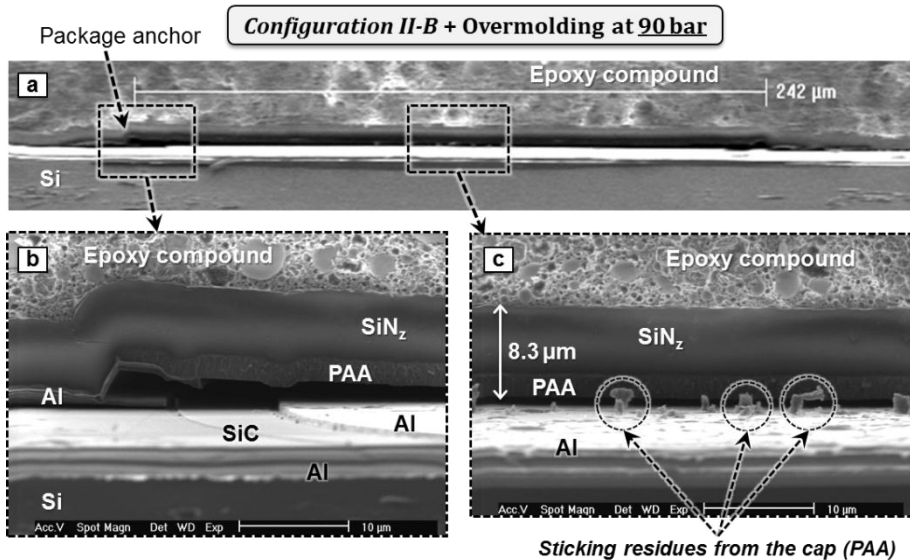 Configuration II-B + Overmolding at 90 bar
Package anchor
a
Epoxy compound
242 µm
Si
b
Epoxy compound
SiNz
PAA
Al
SiC
Al
Al
Si
Acc.V Spot Magn Det WD Exp 10 µm
c
Epoxy compound
SiNz
8.3 µm
PAA
Al
Acc.V Spot Magn Det WD Exp 10 µm
Sticking residues from the cap (PAA)